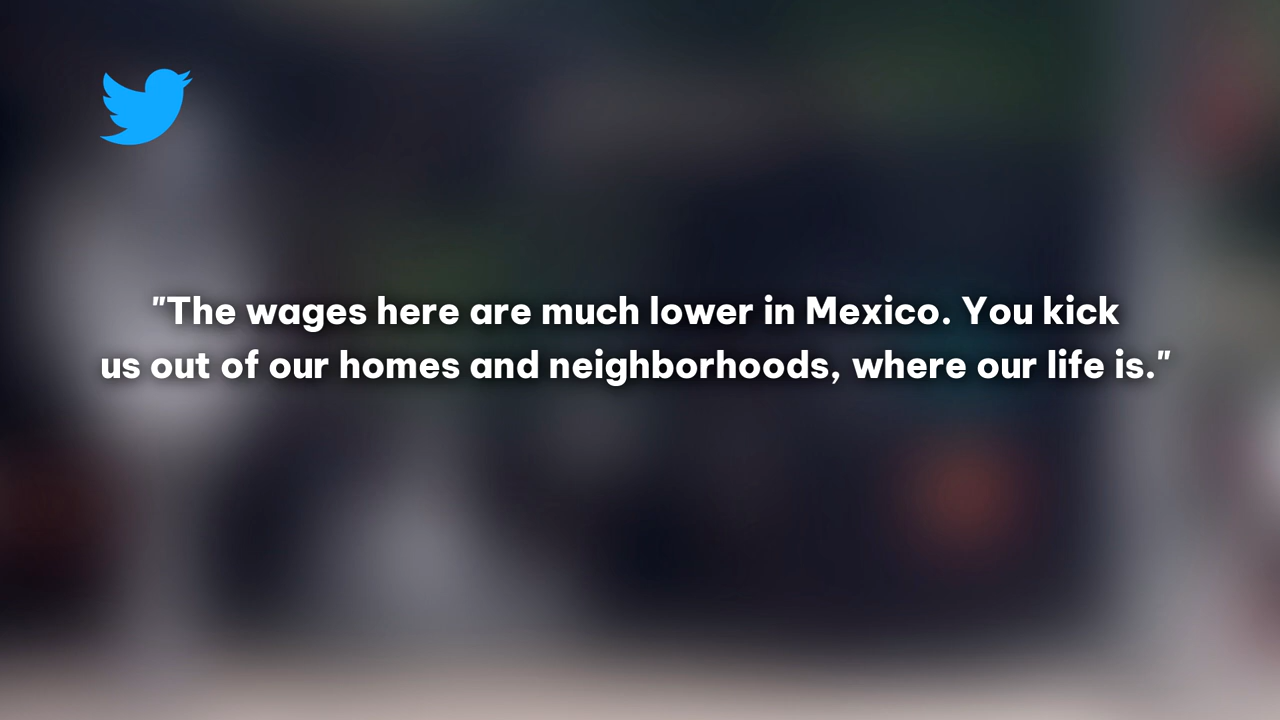 "The wages here are much lower in Mexico. You kick
us out of our homes and neighborhoods, where our life is."